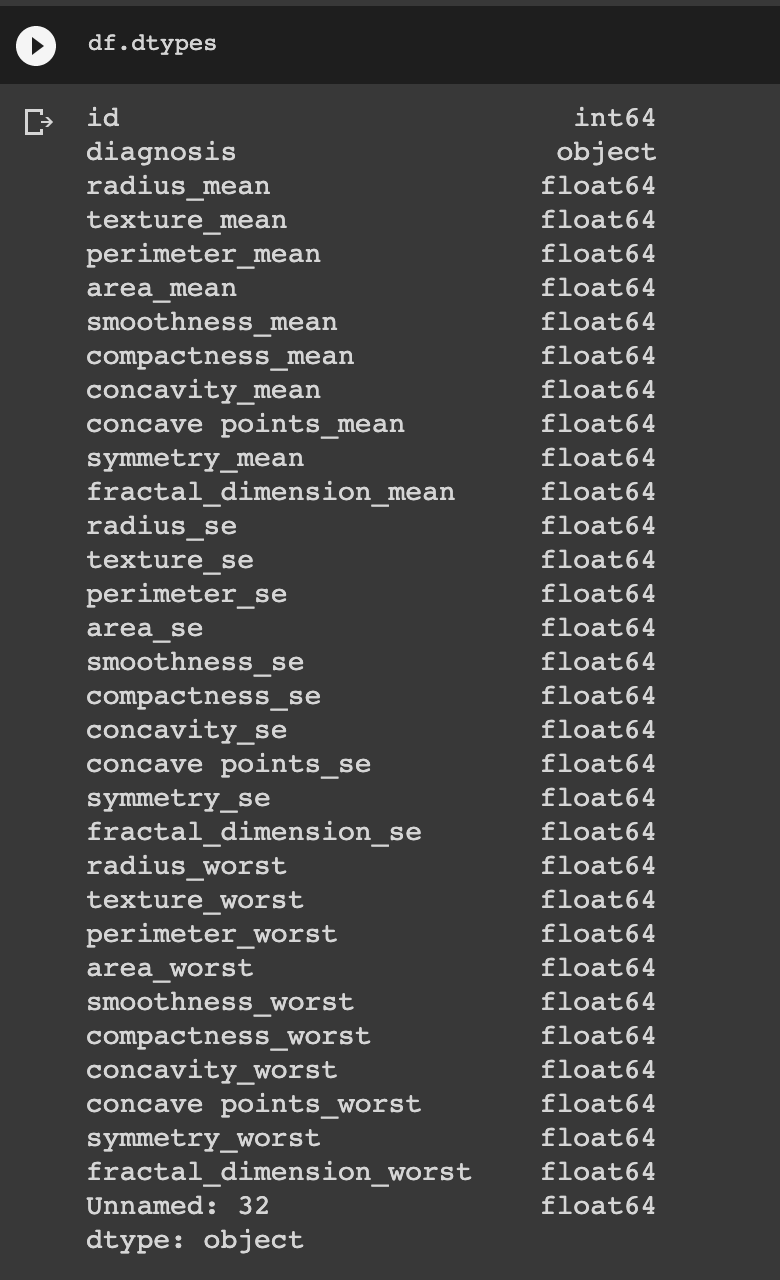 df.dtypes
id int64
diagnosis object
radius_mean float64
texture_mean float64
perimeter_mean float64
area_mean float64
smoothness_mean float64
compactness_mean float64
concavity_mean float64
concave points_mean float64
symmetry_mean float64
fractal_dimension_mean float64
radius_se float64
texture_se float64
perimeter_se float64
area_se float64
smoothness_se float64
compactness_se float64
concavity_se float64
concave points_se float64
symmetry_se float64
fractal_dimension_se float64
radius_worst float64
texture_worst float64
perimeter_worst float64
area_worst float64
smoothness_worst float64
compactness_worst float64
concavity_worst float64
concave points_worst float64
symmetry_worst float64
fractal_dimension_worst float64
Unnamed: 32 float64
dtype: object